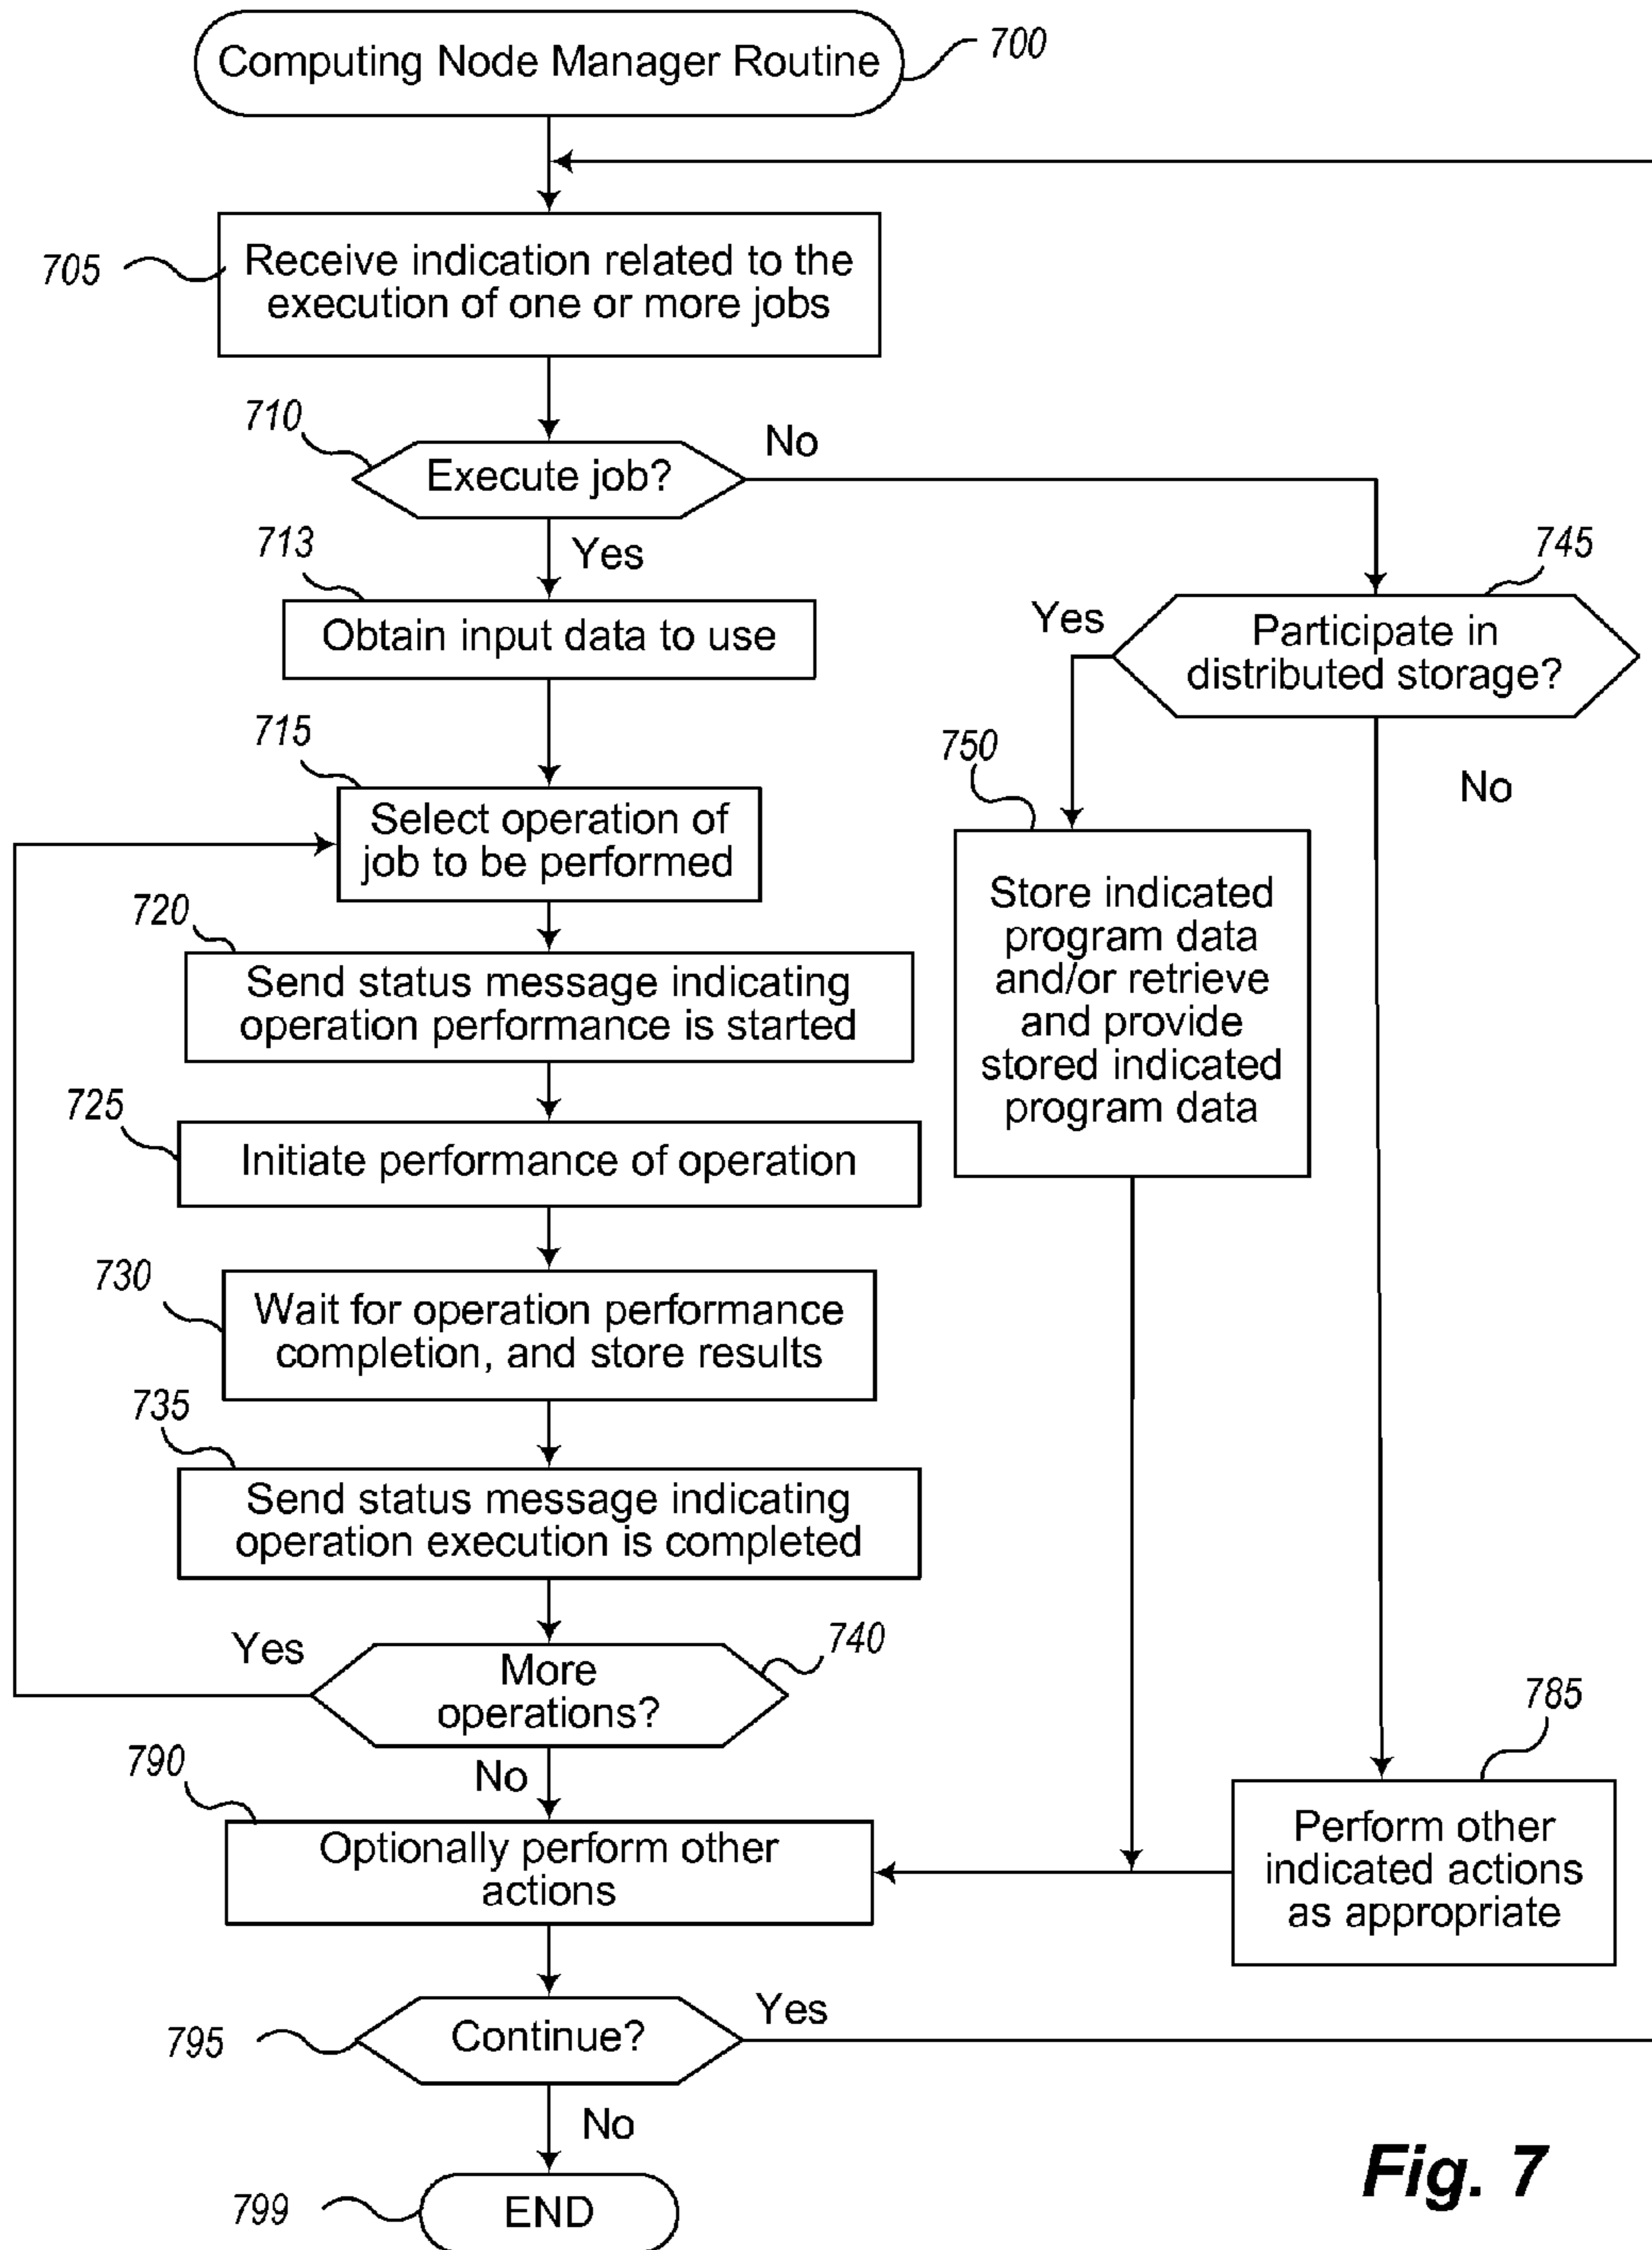 Computing Node Manager Routine
700
705
Receive indication related to the
execution of one or more jobs
710
Execute job?
No
713
Yes
Obtain input data to use
745
Yes
Participate in
distributed storage?
No
715
Select operation of
job to be performed
750
Store indicated
program data
and/or retrieve
and provide
stored indicated
program data
720
Send status message indicating
operation performance is started
725
Initiate performance of operation
730
Wait for operation performance
completion, and store results
735
Send status message indicating
operation execution is completed
Yes
More
operations?
740
No
785
Perform other
indicated actions
as appropriate
790
Optionally perform other
actions
795
Continue?
Yes
No
799
END
Fig. 7